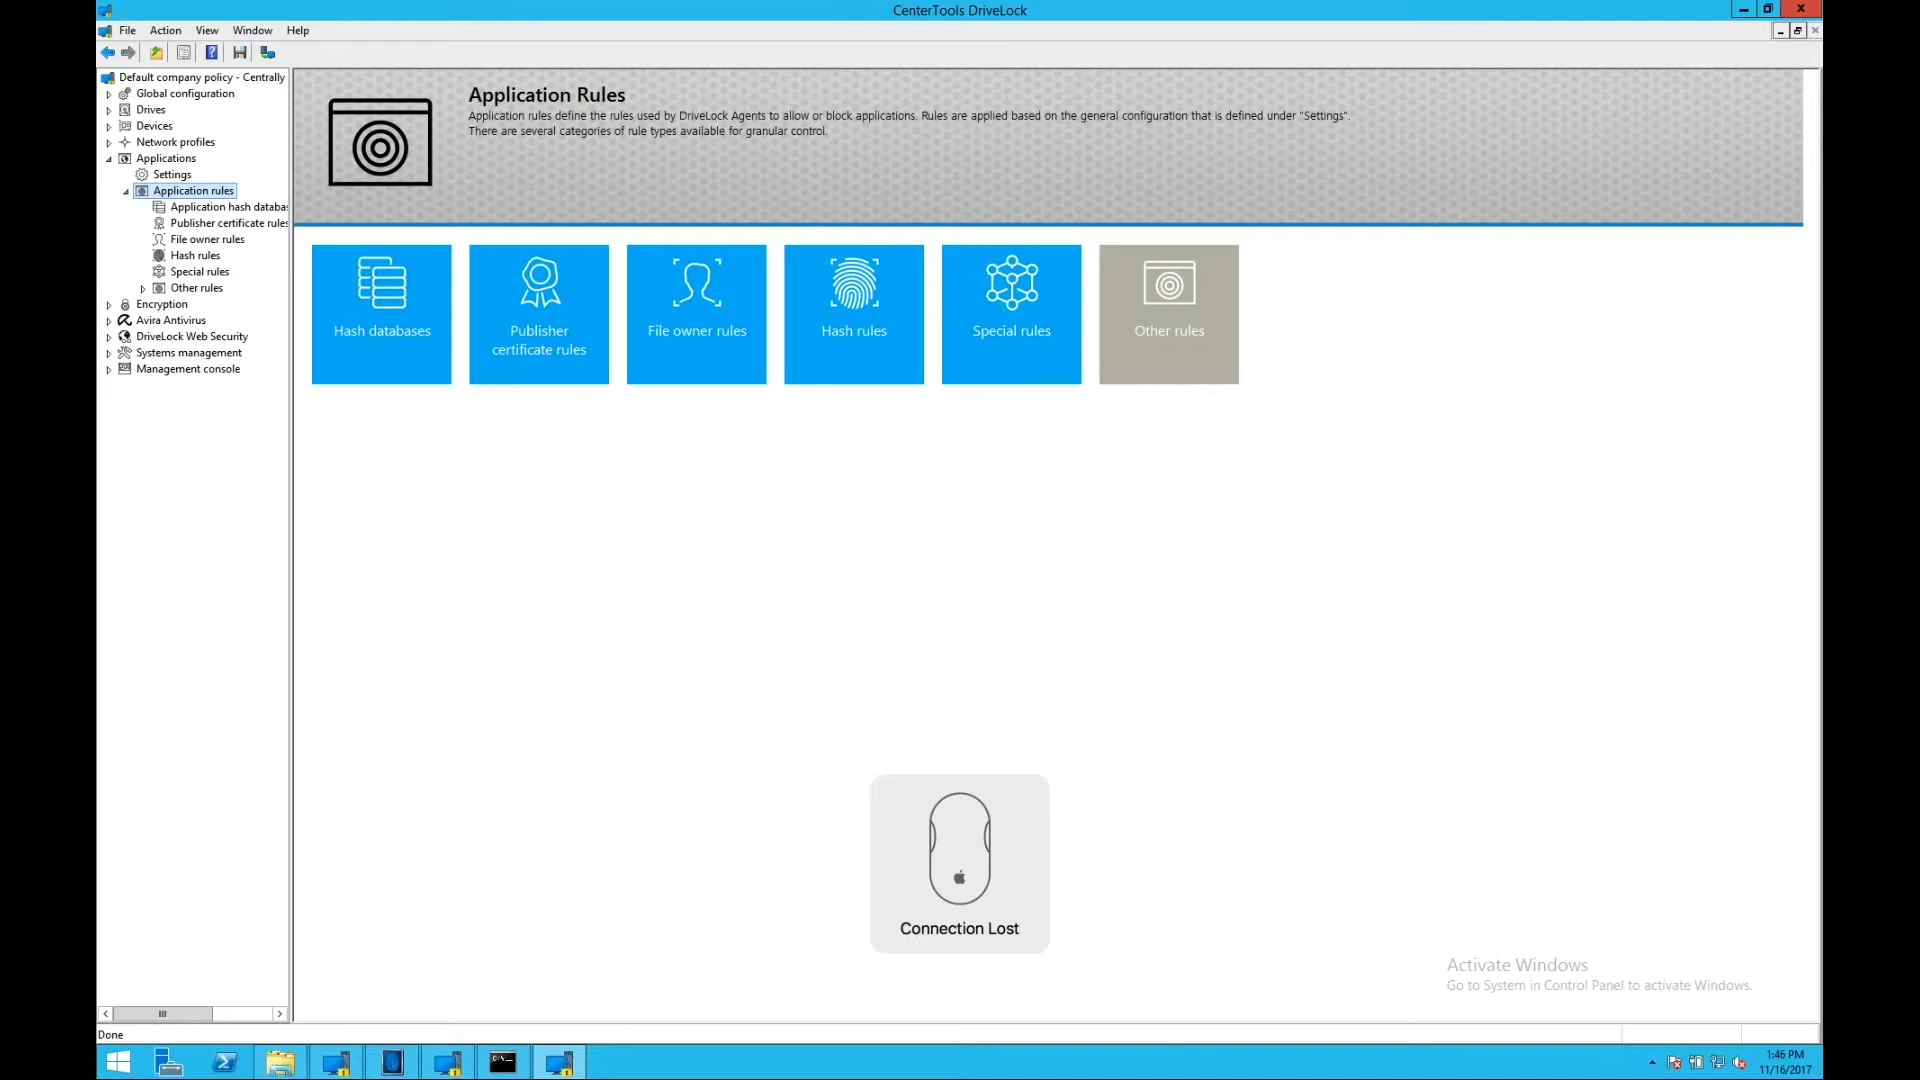 CenterTools DriveLock
File Action View Window Help
Default company policy - Centrally
Global configuration
Drives
Devices
Network profiles
Applications
Settings
Application rules
Application hash databas
Publisher certificate rules
File owner rules
Hash rules
Special rules
Other rules
Encryption
Avira Antivirus
DriveLock Web Security
Systems management
Management console
Application Rules
Application rules define the rules used by DriveLock Agents to allow or block applications. Rules are applied based on the general configuration that is defined under "Settings".
There are several categories of rule types available for granular control.
Hash databases
Publisher
certificate rules
File owner rules
Hash rules
Special rules
Other rules
Connection Lost
Activate Windows
Go to System in Control Panel to activate Windows.
Done
1:46 PM
11/16/2017